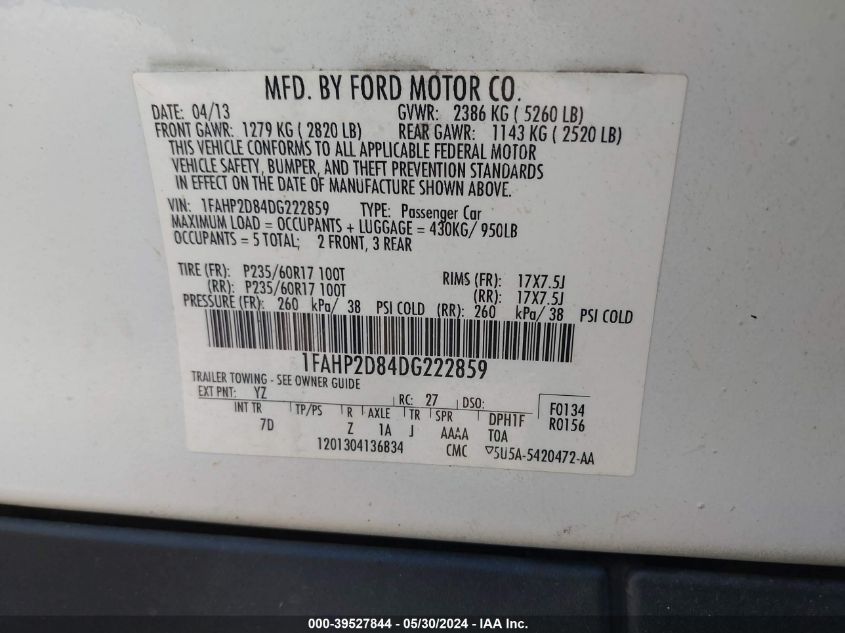 MFD. BY FORD MOTOR CO.
DATE: 04/13 GVWR: 2386 KG ( 5260 LB)
FRONT GAWR: 1279 KG ( 2820 LB) REAR GAWR: 1143 KG ( 2520 LB)
THIS VEHICLE CONFORMS TO ALL APPLICABLE FEDERAL MOTOR
VEHICLE SAFETY, BUMPER, AND THEFT PREVENTION STANDARDS
IN EFFECT ON THE DATE OF MANUFACTURE SHOWN ABOVE.
VIN: 1FAHP2D84DG222859 TYPE: Passenger Car
MAXIMUM LOAD = OCCUPANTS + LUGGAGE = 430KG/ 950LB
OCCUPANTS = 5 TOTAL; 2 FRONT, 3 REAR
TIRE (FR): P235/60R17 100T RIMS (FR): 17X7.5J
(RR): P235/60R17 100T (RR): 17X7.5J
PRESSURE (FR): 260 kPa/ 38 PSI COLD (RR): 260 kPa/ 38 PSI COLD
1FAHP2D84DG222859
TRAILER TOWING - SEE OWNER GUIDE
EXT PNT: YZ RC: 27 DSO: F0134
INT TR TP/PS R AXLE TR SPR DPH1F R0156
7D Z 1A J AAAA T0A
1201304136834 CMC ▽5U5A-5420472-AA
000-39527844 — 05/30/2024 — IAA Inc.